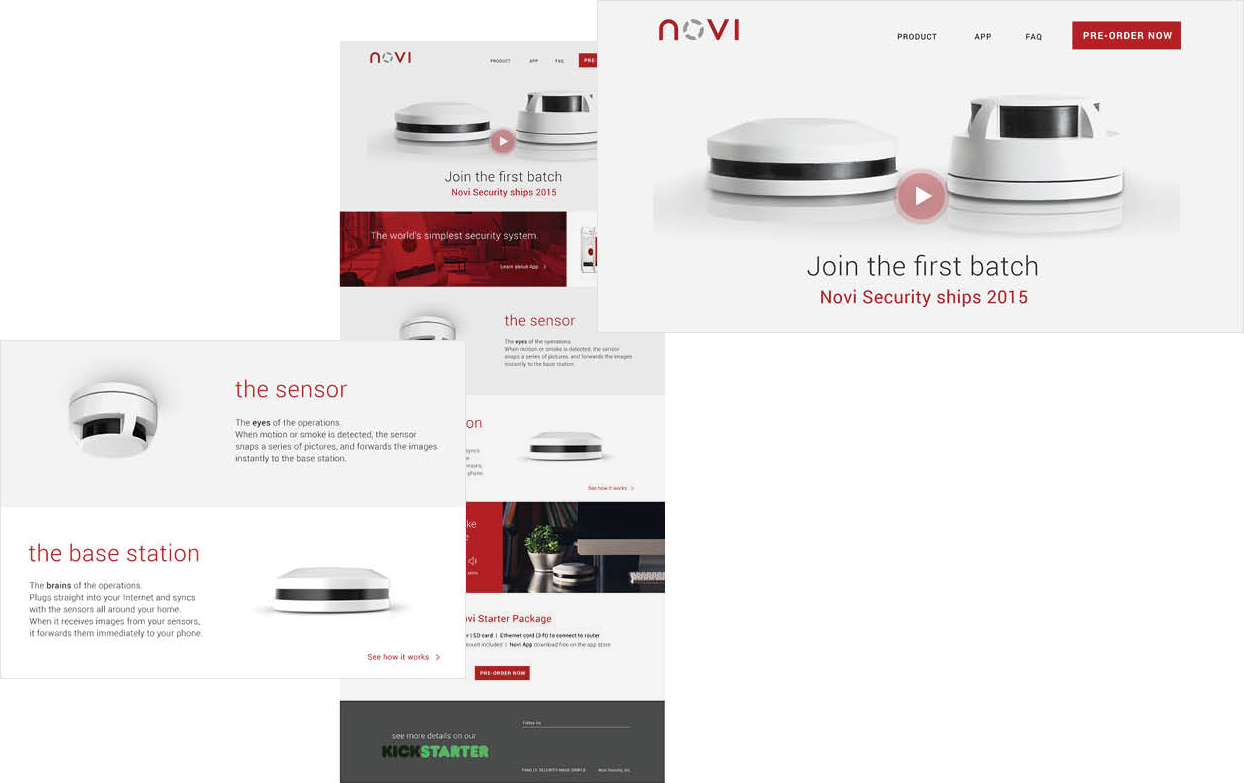 NOVI
PRODUCT APP FAQ PRE-ORDER NOW
Join the first batch
Novi Security ships 2015
NOVI
PRODUCT APP FAQ PRE-
Join the first batch
Novi Security ships 2015
The world's simplest security system.
Learn about App >
the sensor
The eyes of the operations.
When motion or smoke is detected, the sensor
snaps a series of pictures, and forwards the images
instantly to the base station.
the sensor
The eyes of the operations.
When motion or smoke is detected, the sensor
snaps a series of pictures, and forwards the images
instantly to the base station.
the base station
The brains of the operations.
Plugs straight into your Internet and syncs
with the sensors all around your home.
When it receives images from your sensors,
it forwards them immediately to your phone.
See how it works >
on
syncs
phone.
See how it works >
ke
e
vi Starter Package
r | SD card | Ethernet cord (3 ft) to connect to router
ount included | Novi App download free on the app store
PRE-ORDER NOW
see more details on our
KICKSTARTER
Follow Us
Novi Security, Inc.